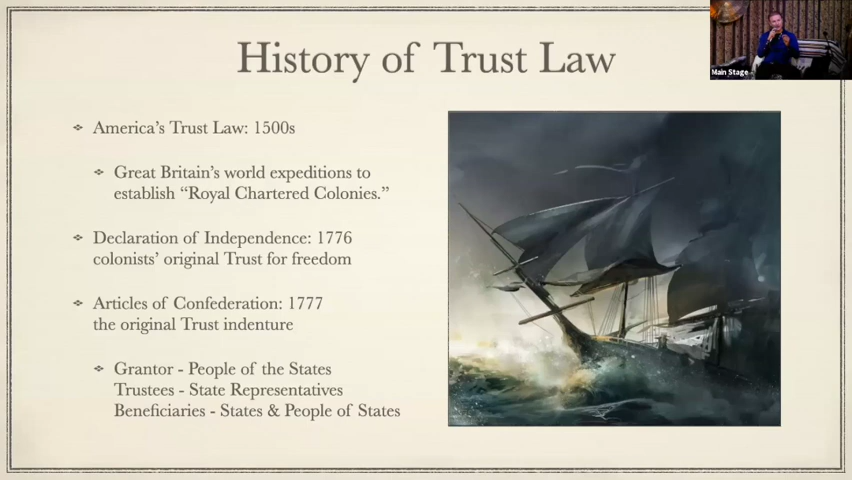 History of Trust Law
Main Stage
America's Trust Law: 1500s
Great Britain's world expeditions to
establish “Royal Chartered Colonies.”
Declaration of Independence: 1776
colonists' original Trust for freedom
Articles of Confederation: 1777
the original Trust indenture
Grantor - People of the States
Trustees - State Representatives
Beneficiaries - States & People of States